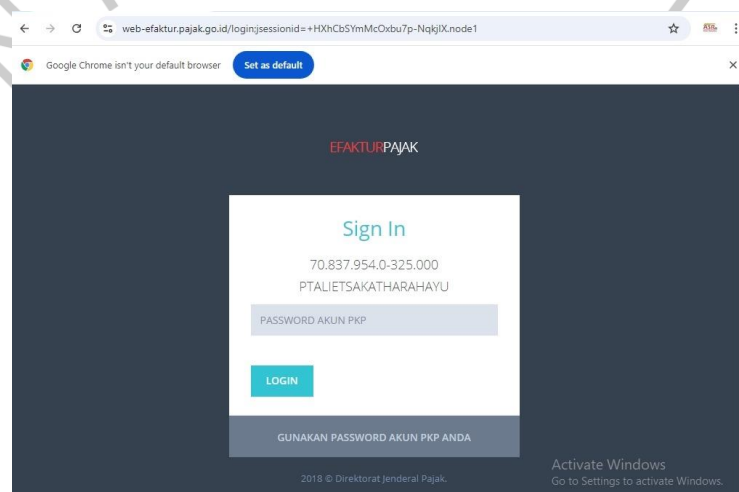 web-efaktur.pajak.go.id/login;jsessionid=+HXhCbSYmMcOxbu7p-NqkjlX.node1
Google Chrome isn't your default browser Set as default
EFAKTURPAJAK
Sign In
70.837.954.0-325.000
PTALIETSAKATHARAHAYU
PASSWORD AKUN PKP
LOGIN
GUNAKAN PASSWORD AKUN PKP ANDA
2018 © Direktorat Jenderal Pajak.
Activate Windows
Go to Settings to activate Windows.